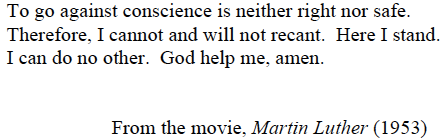 To go against conscience is neither right nor safe.
Therefore, I cannot and will not recant.  Here I stand.
I can do no other.  God help me, amen.
From the movie, Martin Luther (1953)